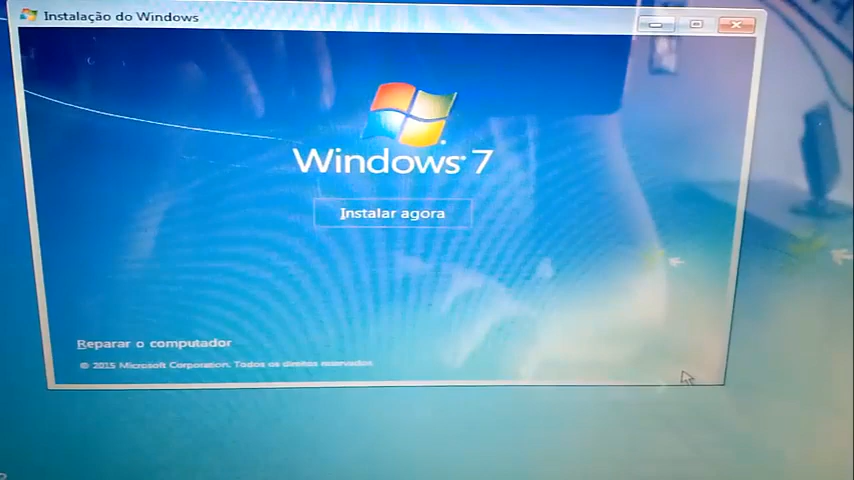 Instalação do Windows
Windows 7
Instalar agora
Reparar o computador
© 2015 Microsoft Corporation. Todos os direitos reservados.